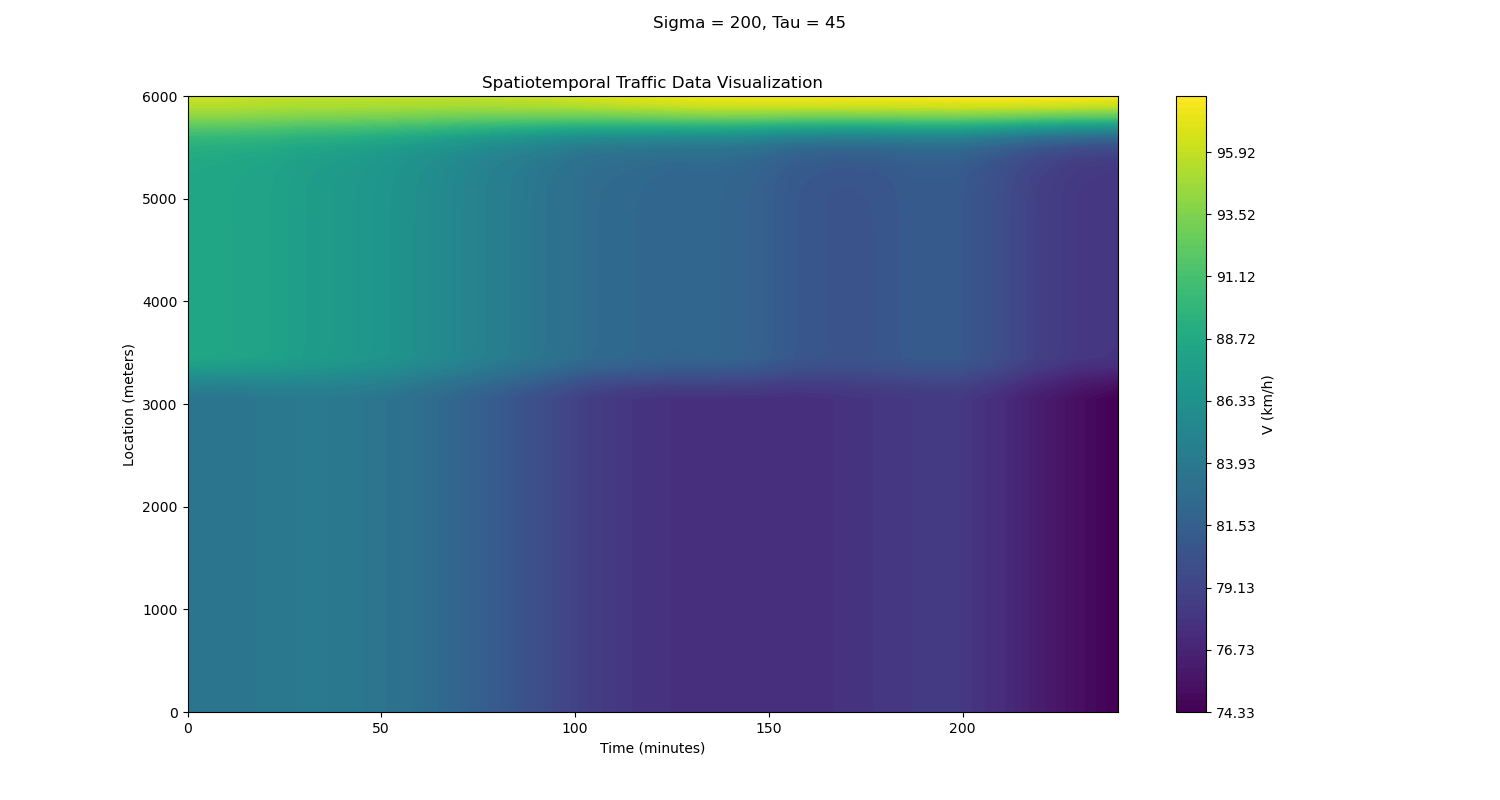 Sigma = 200, Tau = 45
Spatiotemporal Traffic Data Visualization
6000
5000
4000
3000
2000
1000
0
Location (meters)
0 50 100 150 200
Time (minutes)
95.92
93.52
91.12
88.72
86.33
83.93
81.53
79.13
76.73
74.33
V (km/h)